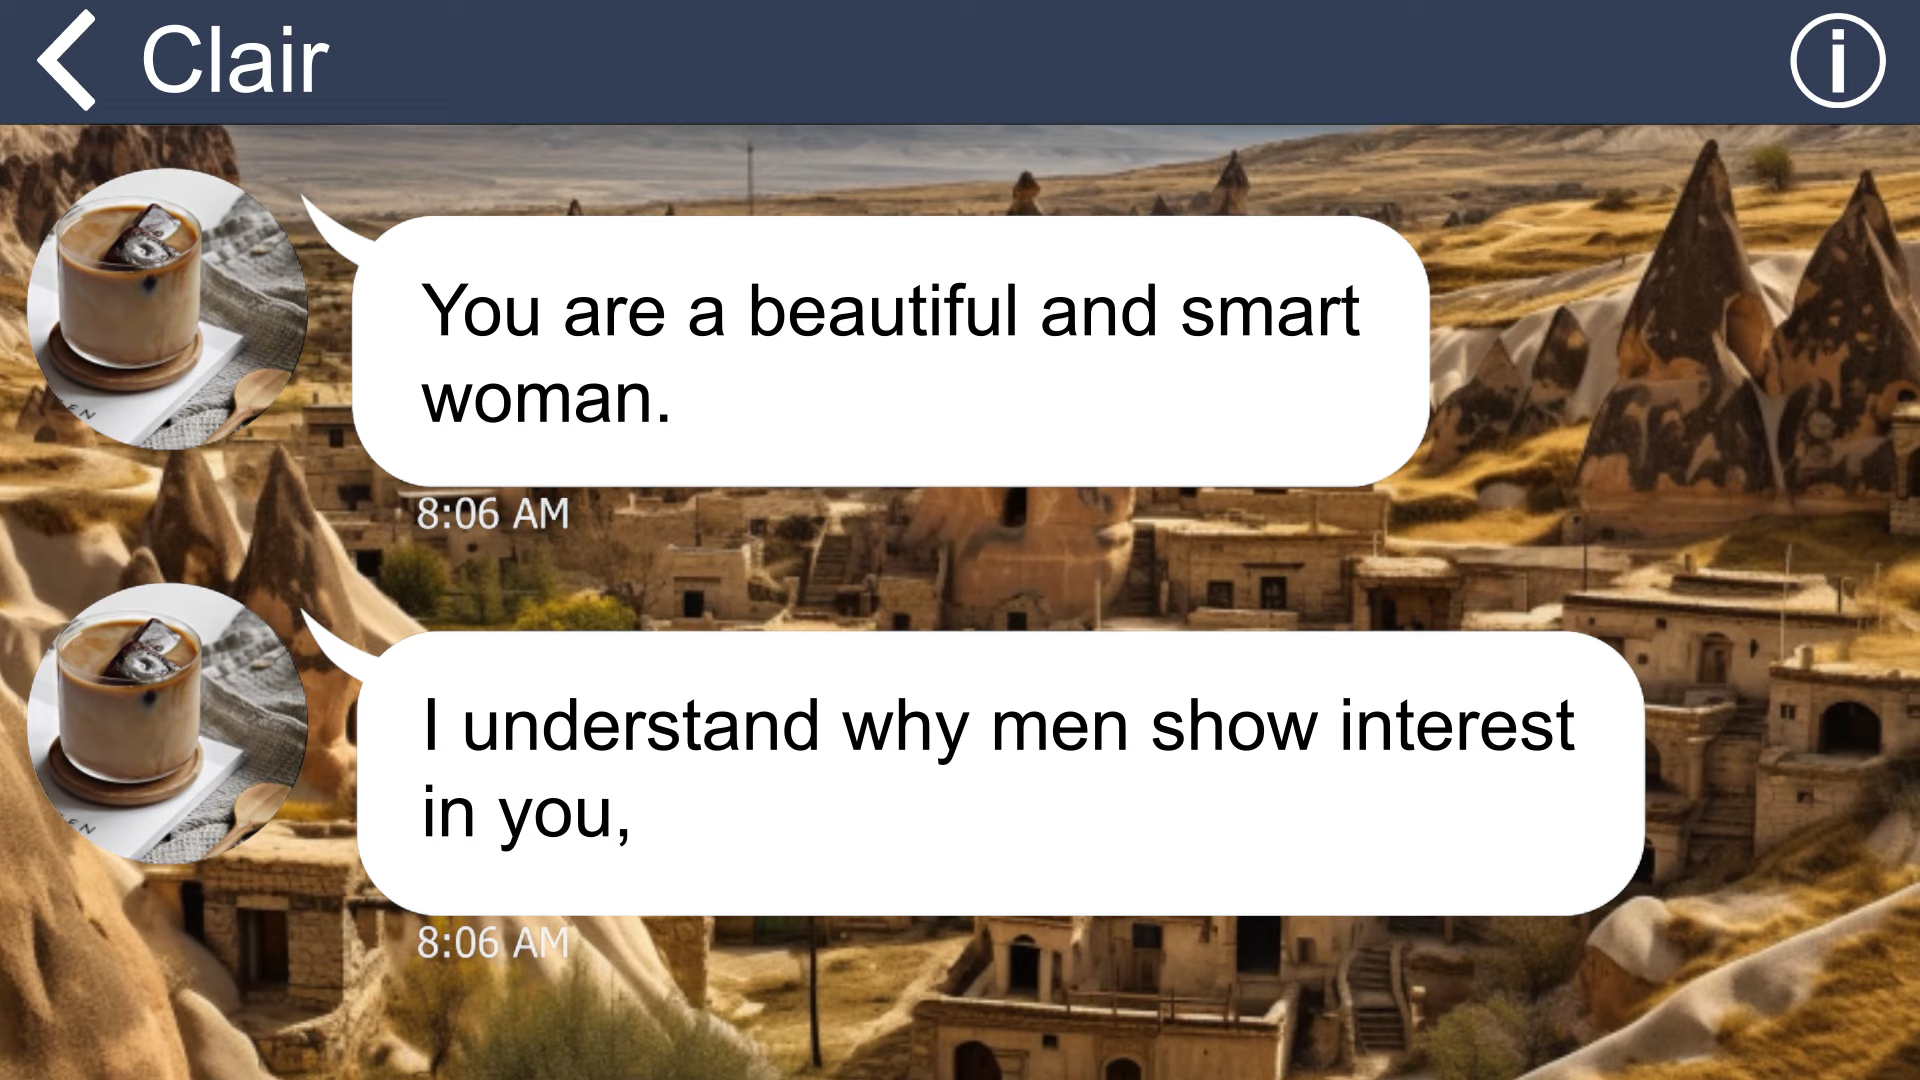 Clair
You are a beautiful and smart
woman.
8:06 AM
I understand why men show interest
in you,
8:06 AM